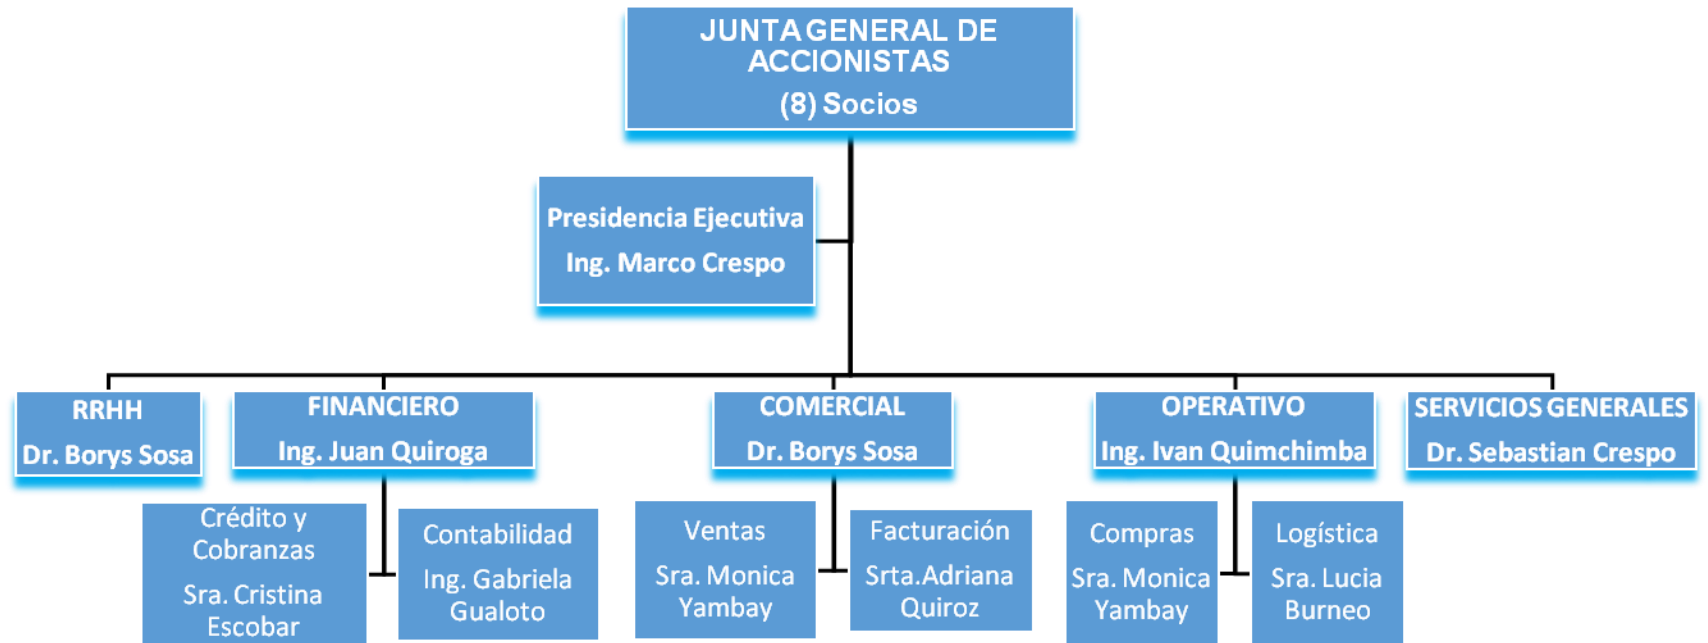 JUNTA GENERAL DE
ACCIONISTAS
(8) Socios
Presidencia Ejecutiva
Ing. Marco Crespo
RRHH
Dr. Borys Sosa
FINANCIERO
Ing. Juan Quiroga
COMERCIAL
Dr. Borys Sosa
OPERATIVO
Ing. Ivan Quimchimba
SERVICIOS GENERALES
Dr. Sebastian Crespo
Crédito y
Cobranzas
Sra. Cristina
Escobar
Contabilidad
Ing. Gabriela
Gualoto
Ventas
Sra. Monica
Yambay
Facturación
Srta.Adriana
Quiroz
Compras
Sra. Monica
Yambay
Logística
Sra. Lucia
Burneo